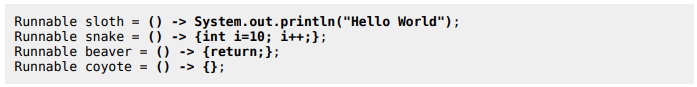 Runnable sloth = () -> System.out.println("Hello World");
Runnable snake = () -> {int i=10; i++;};
Runnable beaver = () -> {return;};
Runnable coyote = () -> {};